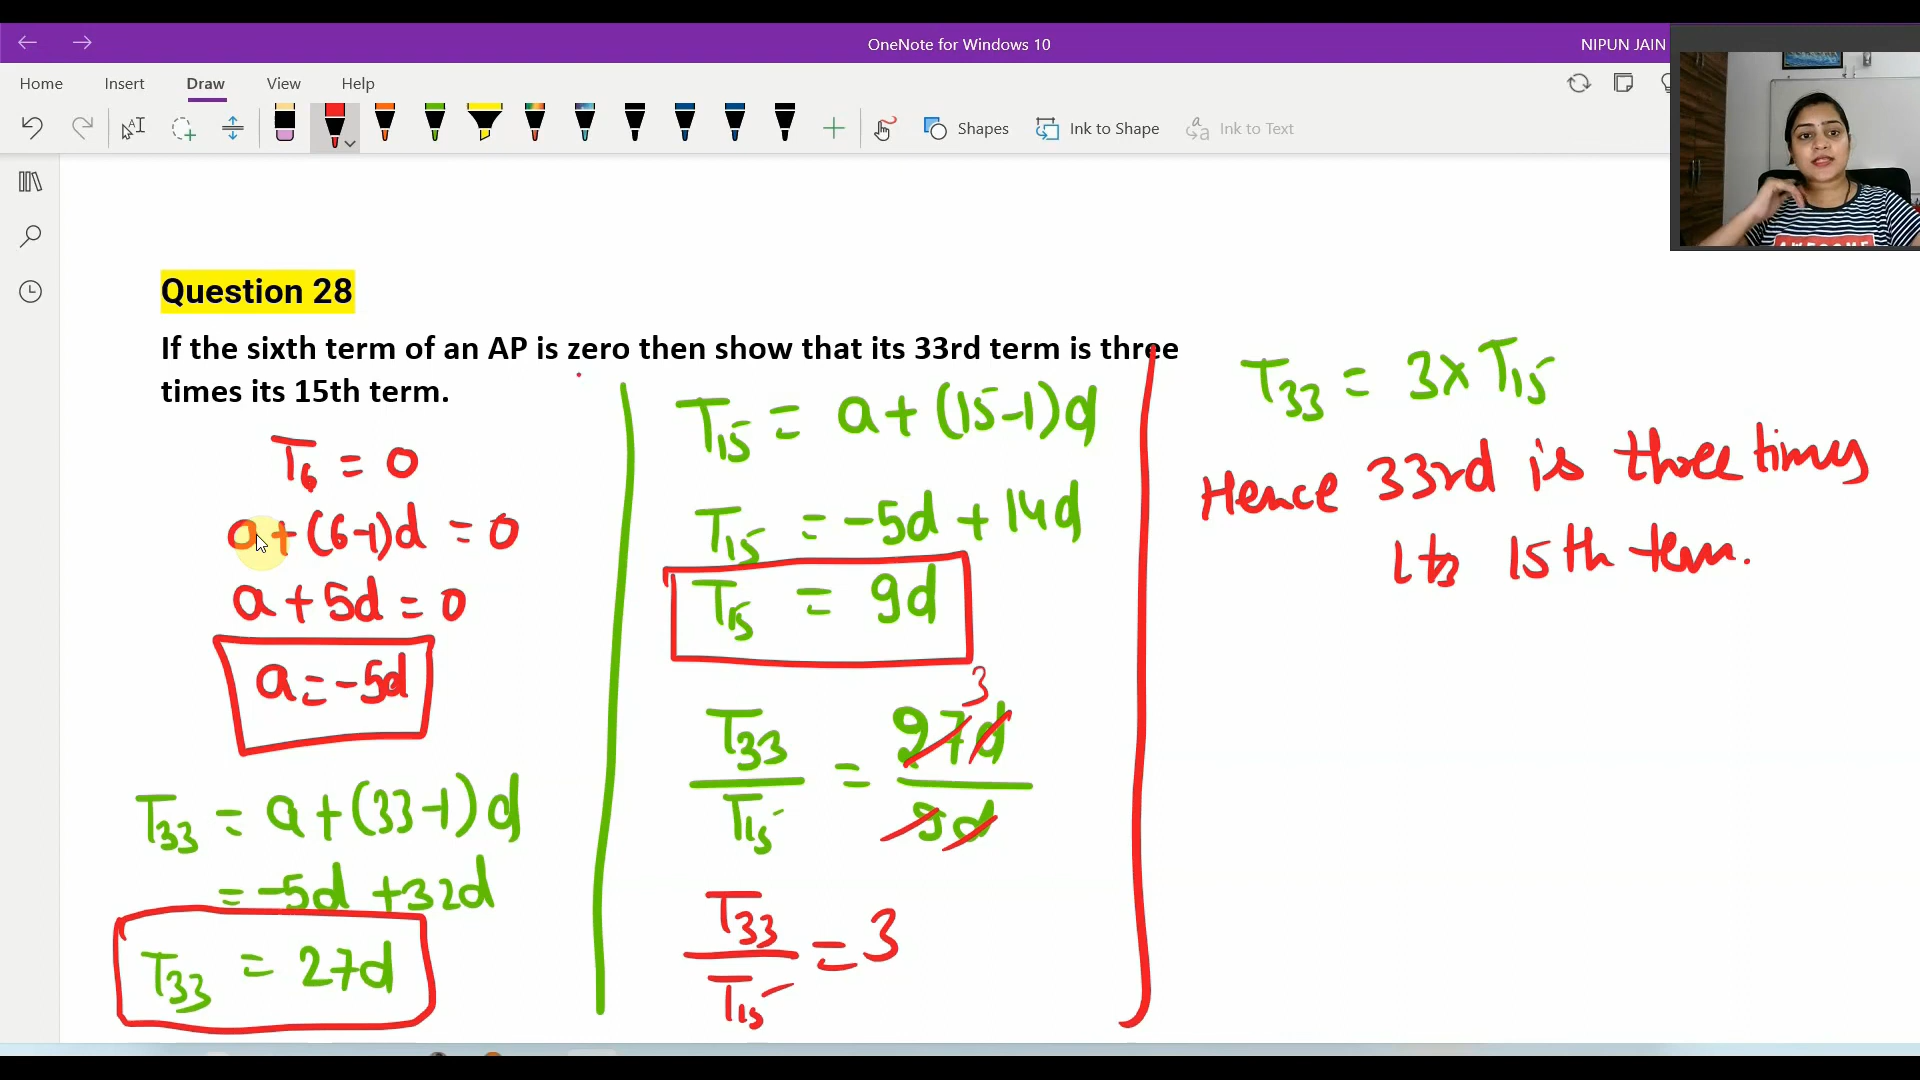 OneNote for Windows 10
NIPUN JAIN
Home Insert Draw View Help
Shapes Ink to Shape Ink to Text
Question 28
If the sixth term of an AP is zero then show that its 33rd term is three
times its 15th term.
T₆ = 0
a+(6-1)d = 0
a + 5d = 0
a = -5d
T₃₃ = a+(33-1)d
= -5d +32d
T₃₃ = 27d
T₁₅ = a+(15-1)d
T₁₅ = -5d + 14d
T₁₅ = 9d
3
T₃₃ / T₁₅ = 27d / 9d
T₃₃ / T₁₅ = 3
T₃₃ = 3×T₁₅
Hence 33rd is three times
its 15th term.
AWESOME